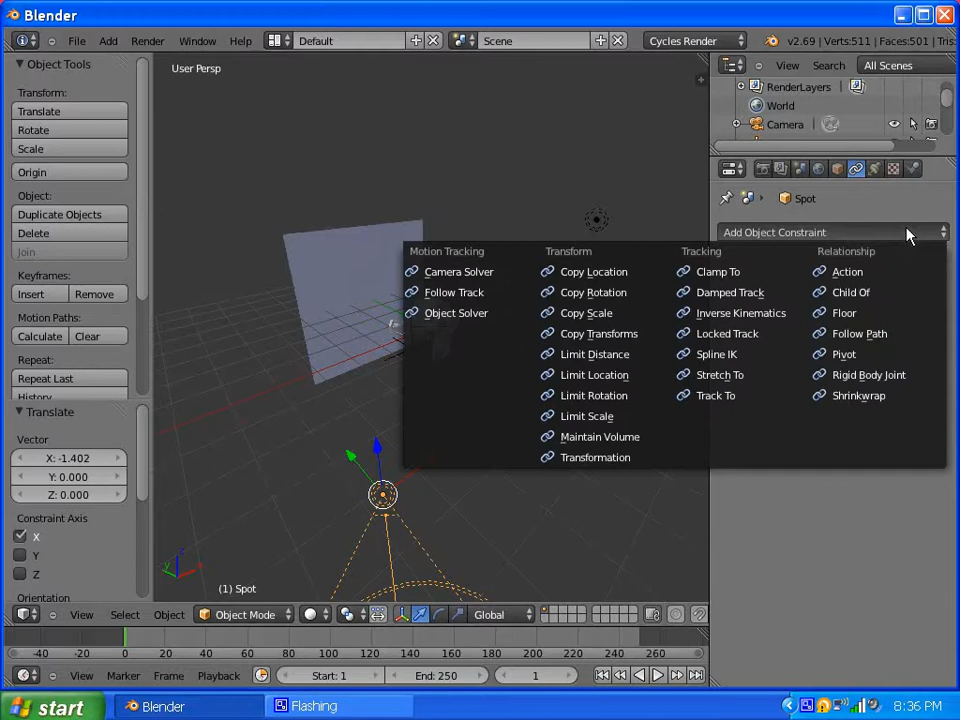 Blender
File Add Render Window Help Default Scene Cycles Render v2.69 | Verts:511 | Faces:501 | Tris:
Object Tools
Transform:
Translate
Rotate
Scale
Origin
Object:
Duplicate Objects
Delete
Join
Keyframes:
Insert Remove
Motion Paths:
Calculate Clear
Repeat:
Repeat Last
History
Translate
Vector
X: -1.402
Y: 0.000
Z: 0.000
Constraint Axis
X
Y
Z
Orientation
User Persp
(1) Spot
View Search All Scenes
RenderLayers
World
Camera
Spot
Add Object Constraint
Motion Tracking
Camera Solver
Follow Track
Object Solver
Transform
Copy Location
Copy Rotation
Copy Scale
Copy Transforms
Limit Distance
Limit Location
Limit Rotation
Limit Scale
Maintain Volume
Transformation
Tracking
Clamp To
Damped Track
Inverse Kinematics
Locked Track
Spline IK
Stretch To
Track To
Relationship
Action
Child Of
Floor
Follow Path
Pivot
Rigid Body Joint
Shrinkwrap
View Select Object Object Mode Global
-40 -20 0 20 40 60 80 100 120 140 160 180 200 220 240 260
View Marker Frame Playback Start: 1 End: 250 1
start Blender Flashing 8:36 PM